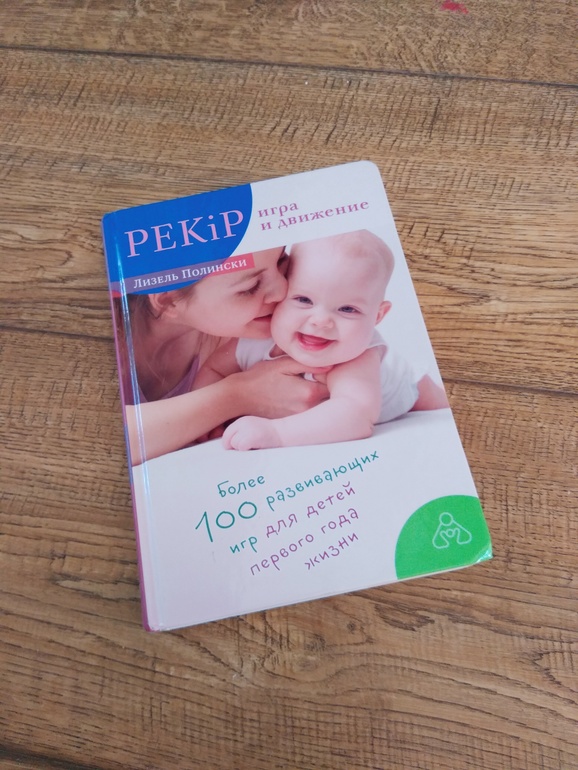 PEKiP
игра
и движение
Лизель Полински
Более
100 развивающих
игр для детей
первого года
жизни